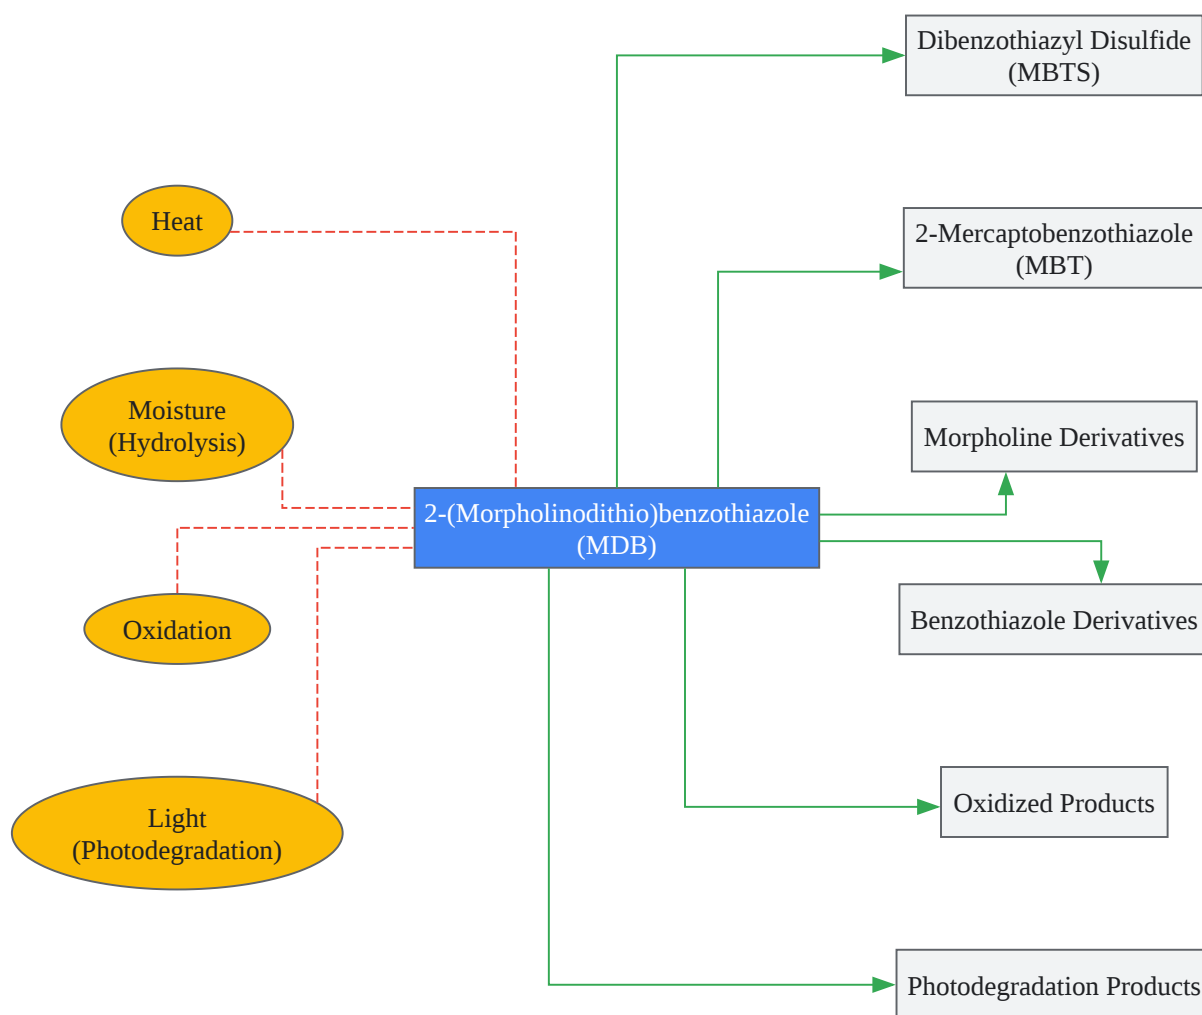 Dibenzothiazyl Disulfide
(MBTS)
Heat
2-Mercaptobenzothiazole
(MBT)
Moisture
(Hydrolysis)
Morpholine Derivatives
2-(Morpholinodithio)benzothiazole
(MDB)
Oxidation
Benzothiazole Derivatives
Light
(Photodegradation)
Oxidized Products
Photodegradation Products